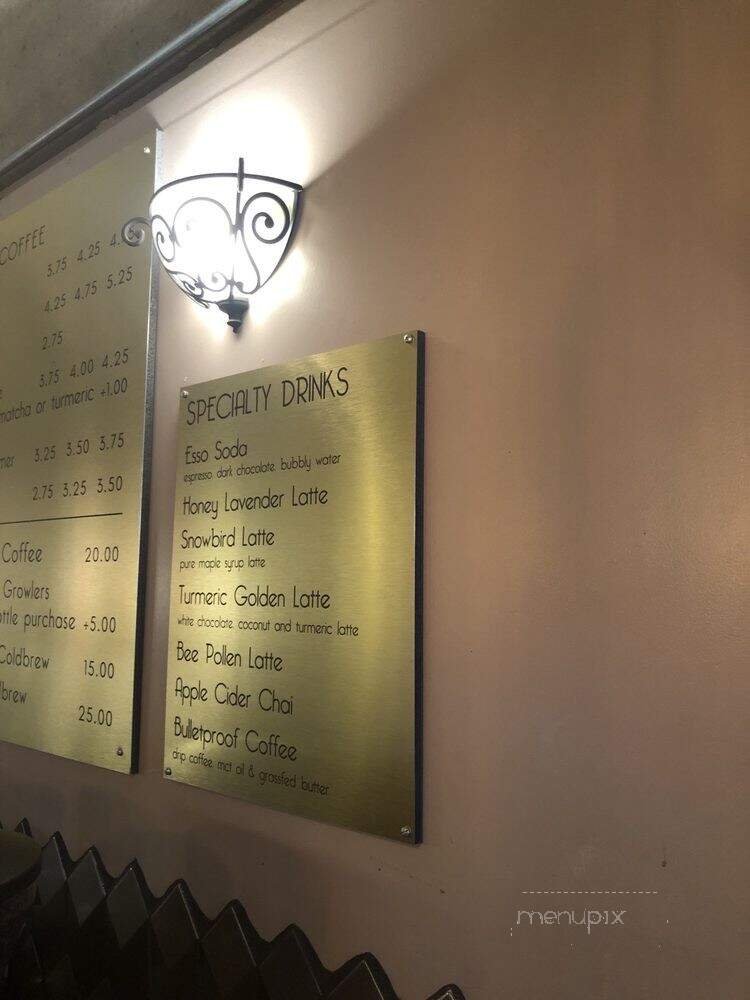 COFFEE
3.75 4.25
4.25 4.75 5.25
2.75
3.75 4.00 4.25
matcha or turmeric +1.00
3.25 3.50 3.75
2.75 3.25 3.50
Coffee 20.00
Growlers
purchase +5.00
Coldbrew 15.00
25.00
SPECIALTY DRINKS
Esso Soda
espresso, dark chocolate, bubbly water
Honey Lavender Latte
Snowbird Latte
pure maple syrup latte
Turmeric Golden Latte
white chocolate, coconut and turmeric latte
Bee Pollen Latte
Apple Cider Chai
Bulletproof Coffee
drip coffee, mct oil & grassfed butter
menupix